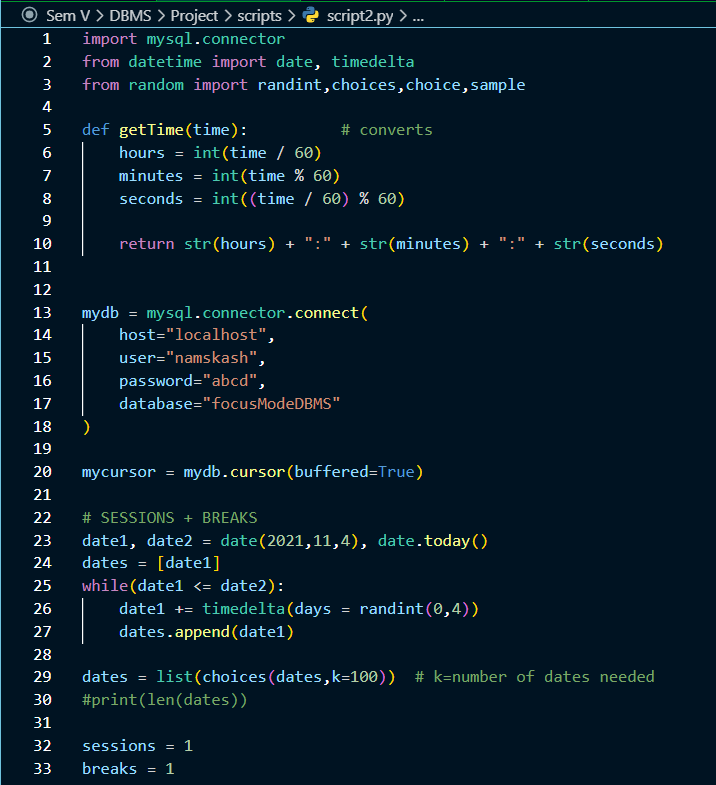 Sem V > DBMS > Project > scripts > script2.py > ...
1 import mysql.connector
2 from datetime import date, timedelta
3 from random import randint,choices,choice,sample
4
5 def getTime(time):          # converts
6     hours = int(time / 60)
7     minutes = int(time % 60)
8     seconds = int((time / 60) % 60)
9
10     return str(hours) + ":" + str(minutes) + ":" + str(seconds)
11
12
13 mydb = mysql.connector.connect(
14     host="localhost",
15     user="namskash",
16     password="abcd",
17     database="focusModeDBMS"
18 )
19
20 mycursor = mydb.cursor(buffered=True)
21
22 # SESSIONS + BREAKS
23 date1, date2 = date(2021,11,4), date.today()
24 dates = [date1]
25 while(date1 <= date2):
26     date1 += timedelta(days = randint(0,4))
27     dates.append(date1)
28
29 dates = list(choices(dates,k=100))  # k=number of dates needed
30 #print(len(dates))
31
32 sessions = 1
33 breaks = 1